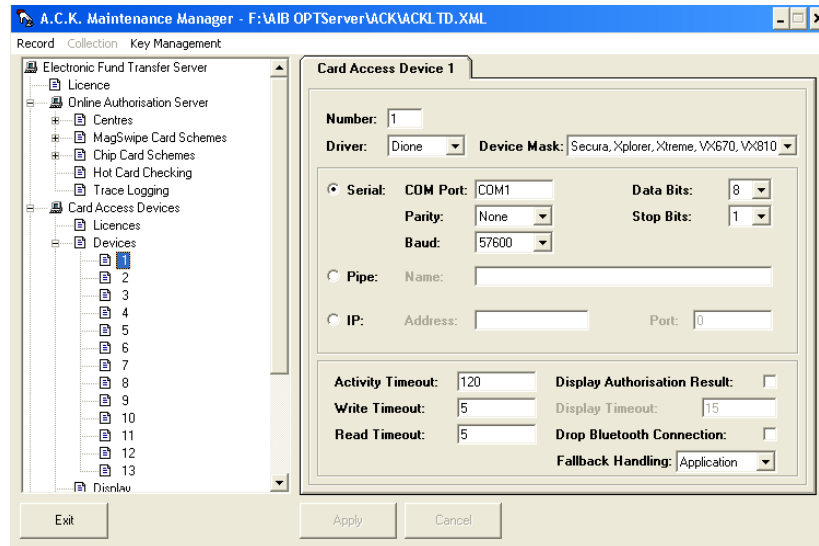 A.C.K. Maintenance Manager - F:\AIB OPTServer\ACK\ACKLTD.XML
Record Collection Key Management
Electronic Fund Transfer Server
Licence
Online Authorisation Server
Centres
MagSwipe Card Schemes
Chip Card Schemes
Hot Card Checking
Trace Logging
Card Access Devices
Licences
Devices
1
2
3
4
5
6
7
8
9
10
11
12
13
Display
Card Access Device 1
Number: 1
Driver: Dione Device Mask: Secura, Xplorer, Xtreme, VX670, VX810
Serial: COM Port: COM1 Data Bits: 8
Parity: None Stop Bits: 1
Baud: 57600
Pipe: Name:
IP: Address: Port: 0
Activity Timeout: 120 Display Authorisation Result:
Write Timeout: 5 Display Timeout: 15
Read Timeout: 5 Drop Bluetooth Connection:
Fallback Handling: Application
Exit Apply Cancel